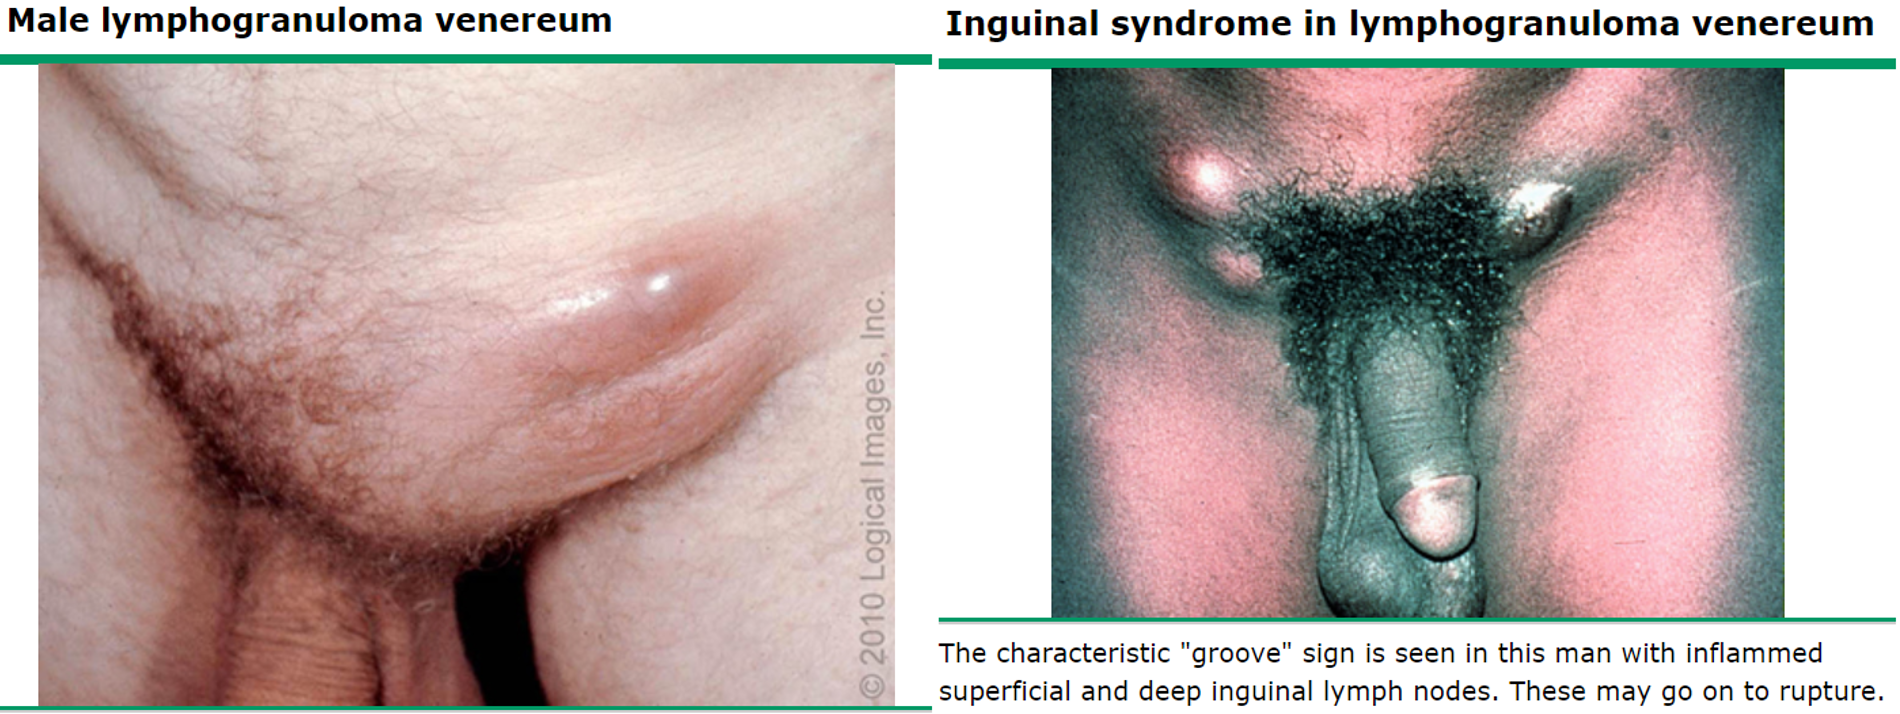 Male lymphogranuloma venereum
© 2010 Logical Images, Inc.
Inguinal syndrome in lymphogranuloma venereum
The characteristic "groove" sign is seen in this man with inflammed
superficial and deep inguinal lymph nodes. These may go on to rupture.